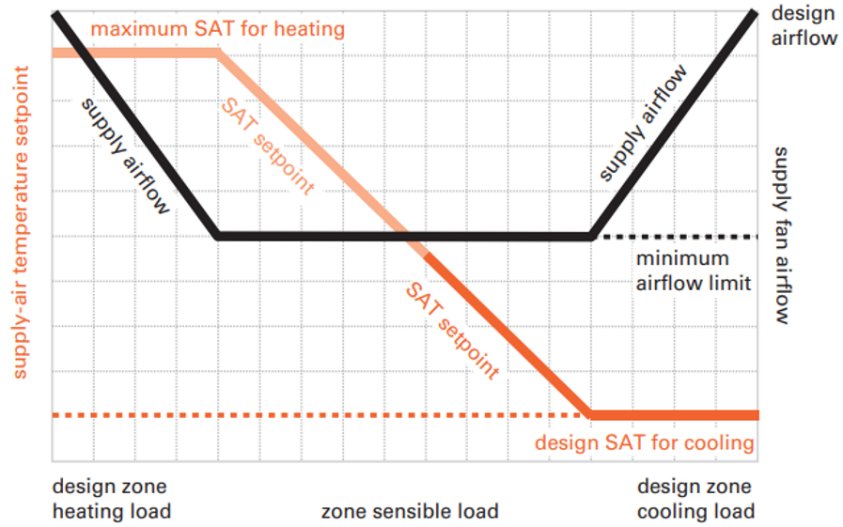 maximum SAT for heating
design
airflow
supply-air temperature setpoint
supply airflow
SAT setpoint
supply airflow
supply fan airflow
minimum
airflow limit
SAT setpoint
design SAT for cooling
design zone
heating load
zone sensible load
design zone
cooling load